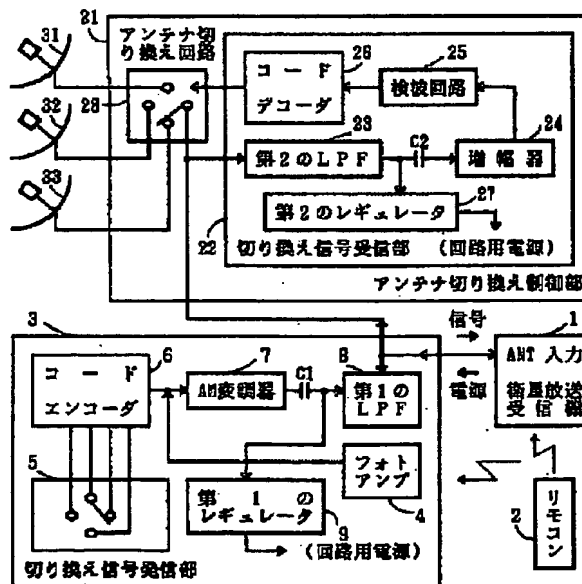 21
31
アンテナ切
り換え回路
28
26
コード
デコーダ
25
検波回路
32
23
第2のLPF
C2
24
増幅器
33
27
第2のレギュレータ
22
切り換え信号受信部
(回路用電源)
アンテナ切り換え制御部
3
6
コード
エンコーダ
7
AM変調器
C1
8
第1の
LPF
信号
電源
1
ANT 入力
衛星放送
受信機
5
第1の
レギュレータ
9
フォト
アンプ
4
(回路用電源)
切り換え信号発信部
2
リモコン